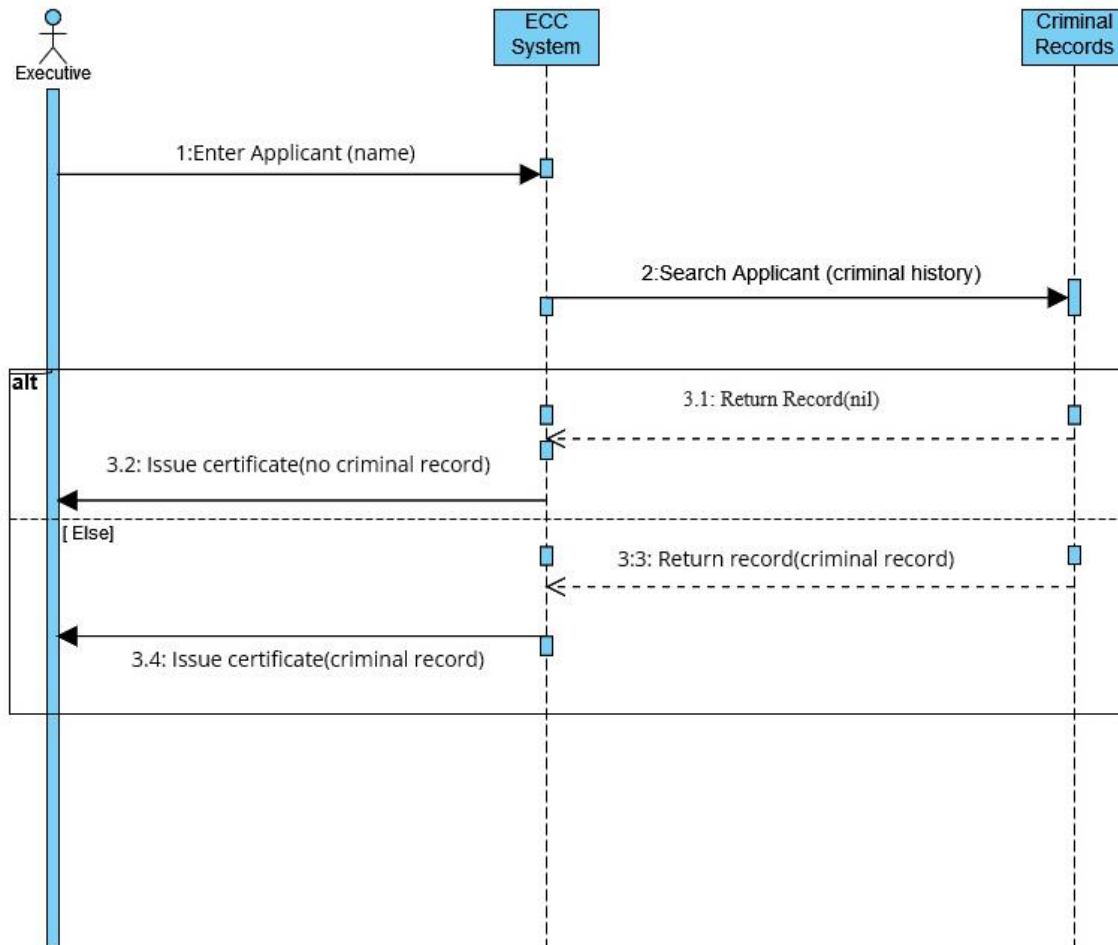 Executive
ECC
System
Criminal
Records
1:Enter Applicant (name)
2:Search Applicant (criminal history)
alt
3.1: Return Record(nil)
3.2: Issue certificate(no criminal record)
[ Else]
3:3: Return record(criminal record)
3.4: Issue certificate(criminal record)